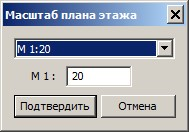 Масштаб плана этажа
М 1:20
М 1 : 20
Подтвердить Отмена